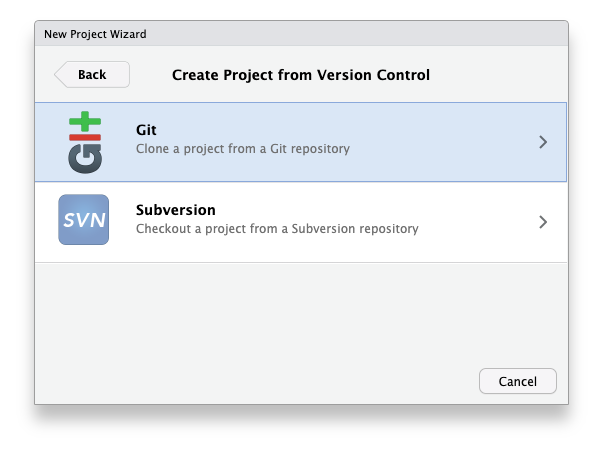 New Project Wizard
Back
Create Project from Version Control
Git
Git
Clone a project from a Git repository
SVN
Subversion
Checkout a project from a Subversion repository
Cancel